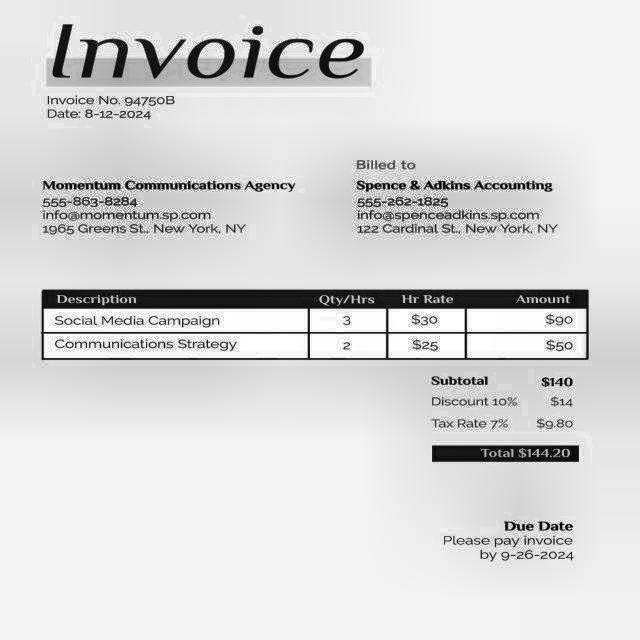 Invoice
Invoice No. 94750B
Date: 8-12-2024
Billed to
Momentum Communications Agency
555-863-8284
info@momentum.sp.com
1965 Greens St., New York, NY
Spence & Adkins Accounting
555-262-1825
info@spenceadkins.sp.com
122 Cardinal St., New York, NY
Description Qty/Hrs Hr Rate Amount
Social Media Campaign 3 $30 $90
Communications Strategy 2 $25 $50
Subtotal $140
Discount 10% $14
Tax Rate 7% $9.80
Total $144.20
Due Date
Please pay invoice
by 9-26-2024